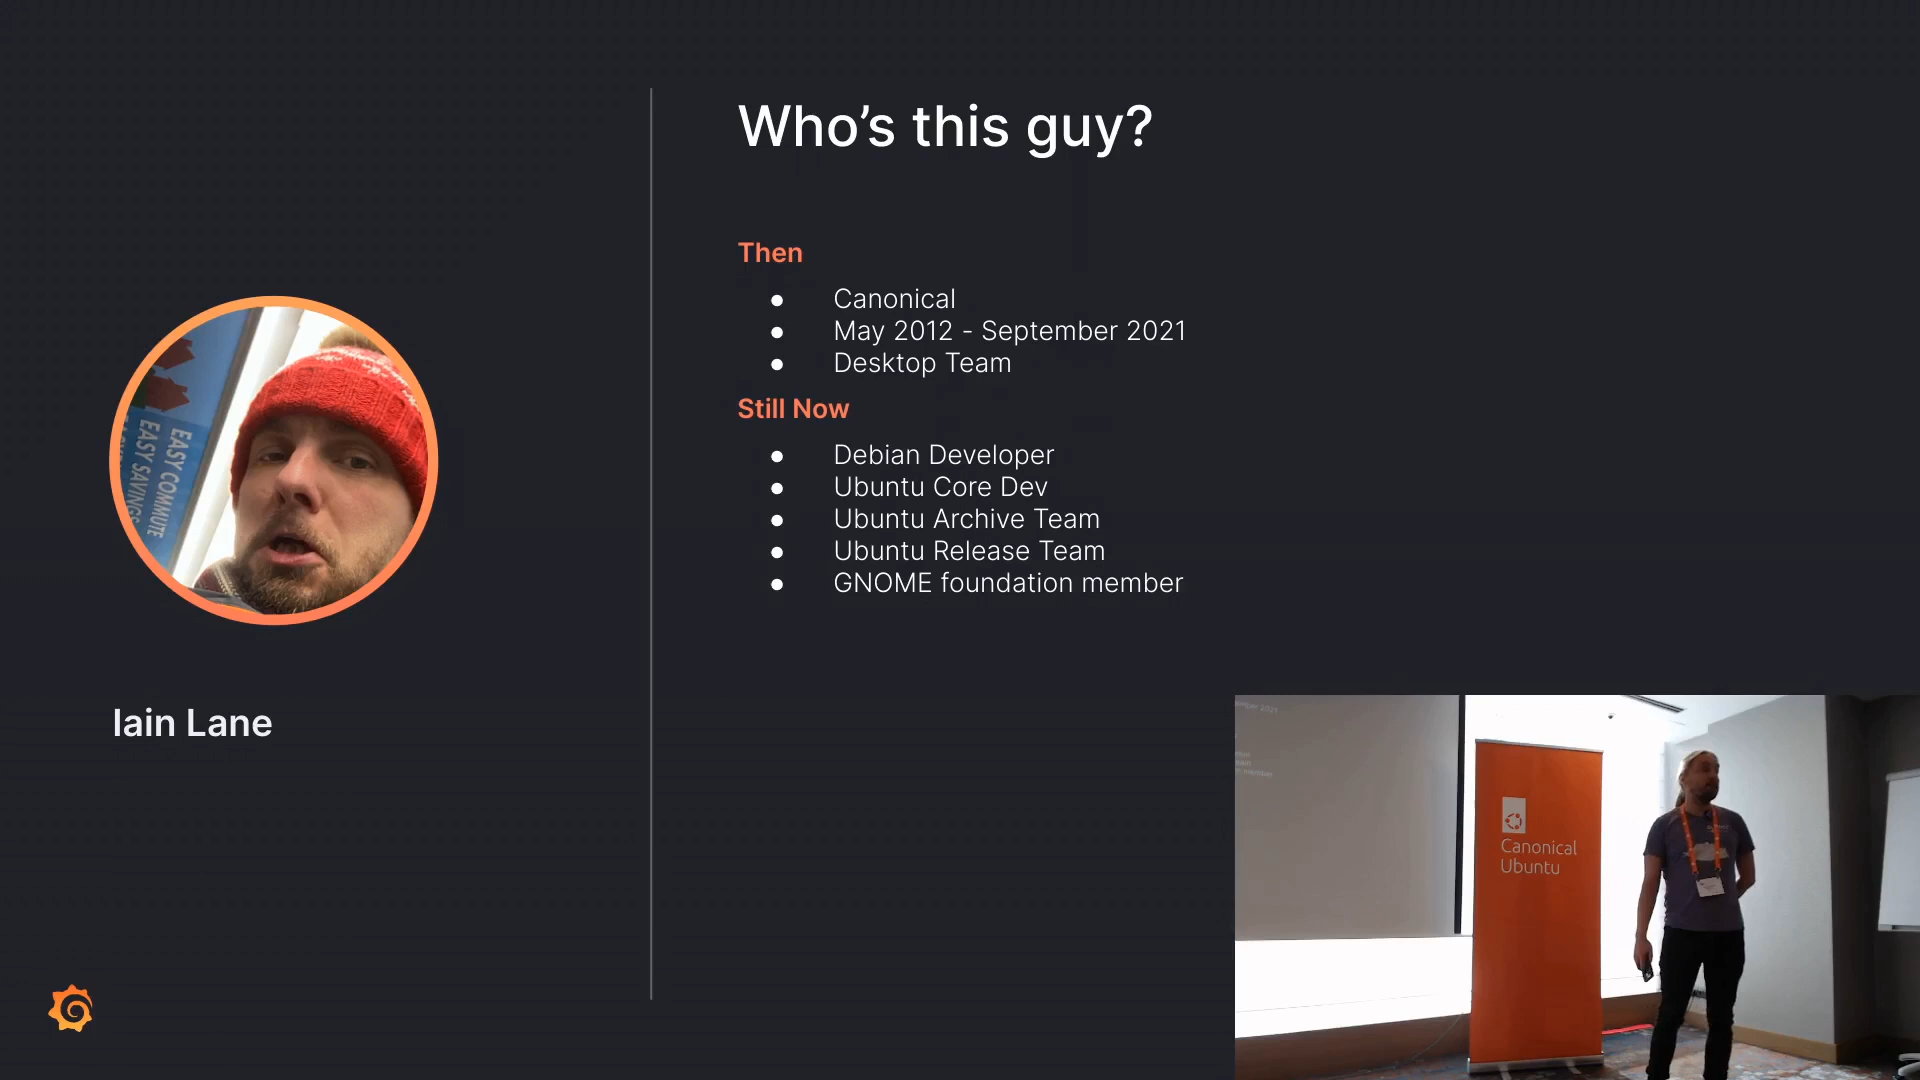 Who's this guy?
Then
Canonical
May 2012 - September 2021
Desktop Team
Still Now
Debian Developer
Ubuntu Core Dev
Ubuntu Archive Team
Ubuntu Release Team
GNOME foundation member
EASY COMMUTE
EASY SAVINGS
Iain Lane
Canonical
Ubuntu